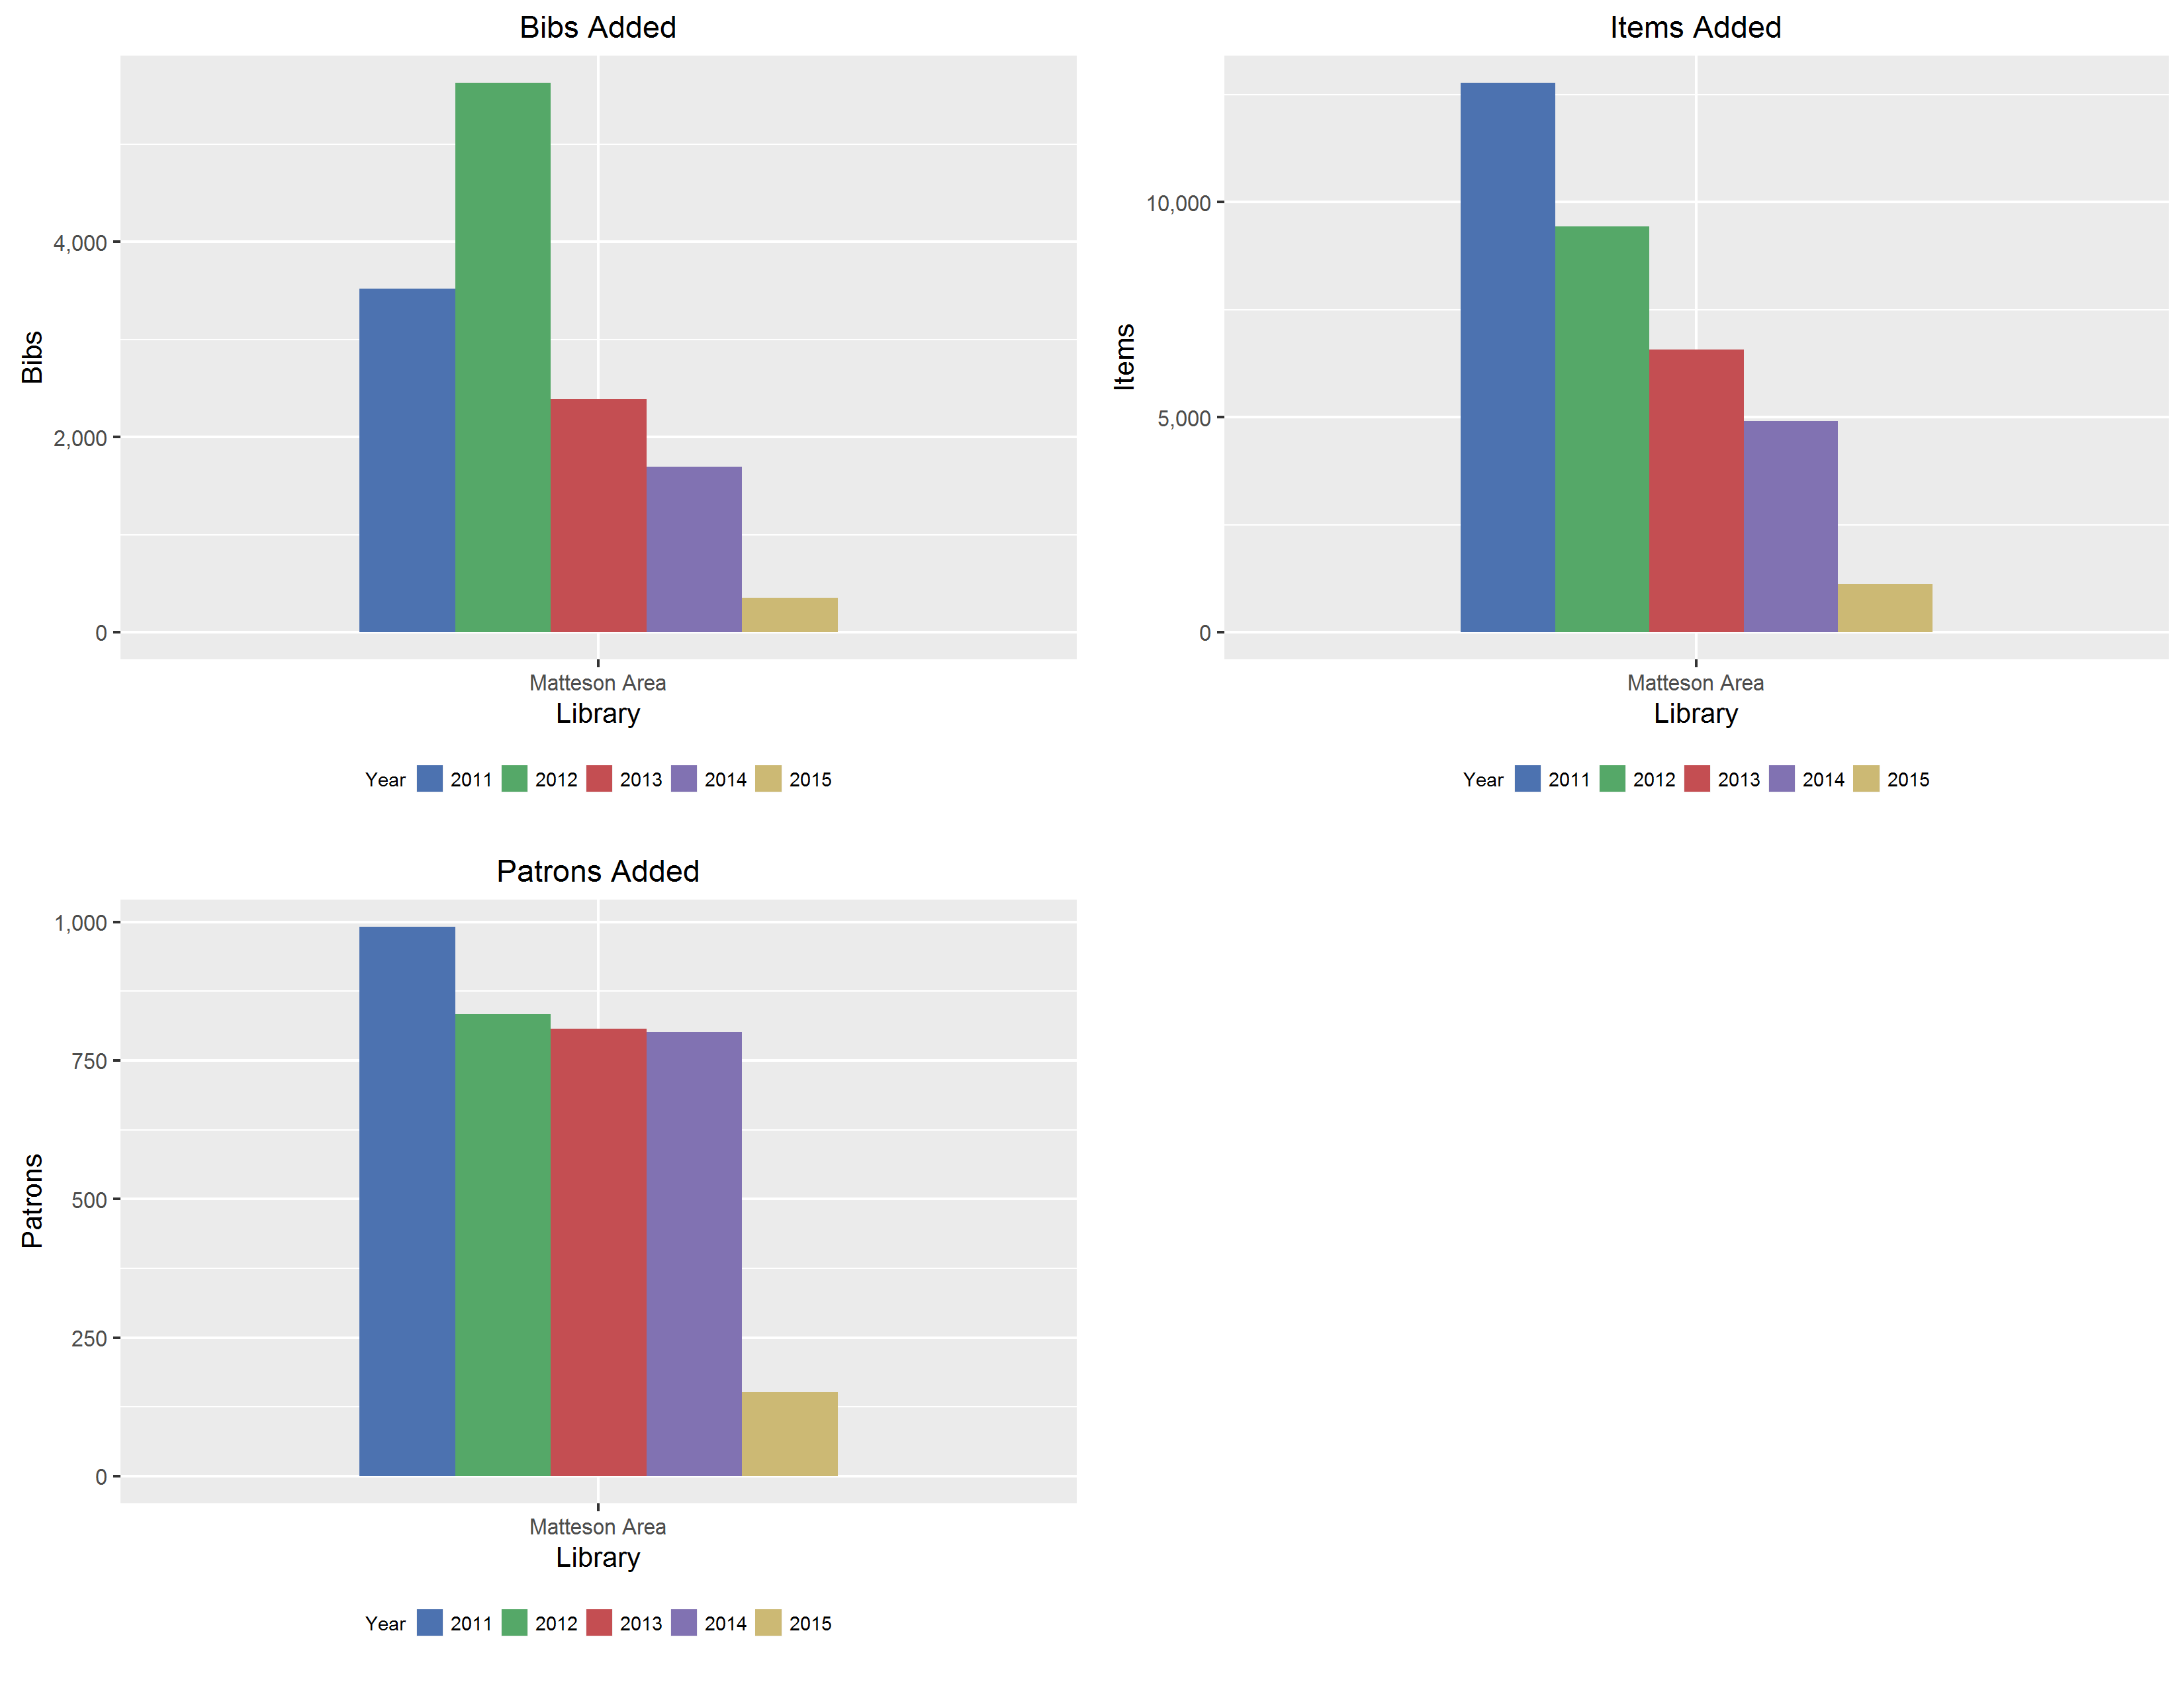 Bibs Added
Bibs
4,000
2,000
0
Matteson Area
Library
Year 2011 2012 2013 2014 2015
Items Added
Items
10,000
5,000
0
Matteson Area
Library
Year 2011 2012 2013 2014 2015
Patrons Added
Patrons
1,000
750
500
250
0
Matteson Area
Library
Year 2011 2012 2013 2014 2015